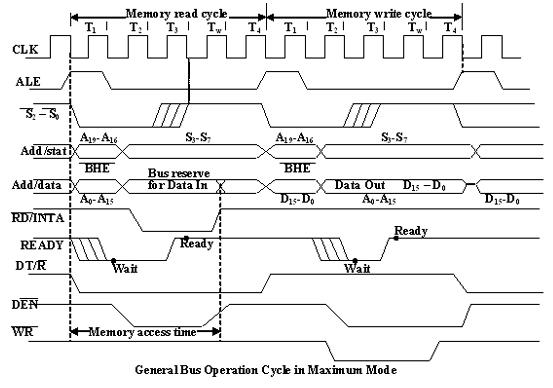 Memory read cycle Memory write cycle
T1 T2 T3 Tw T4 T1 T2 T3 Tw T4
CLK
ALE
S2 – S0
A19-A16 S3-S7 A19-A16 S3-S7
Add/stat
BHE BHE
Bus reserve
for Data In Data Out D15 – D0
Add/data
A0-A15 D15-D0 A0-A15 D15-D0
RD/INTA
READY Ready Ready
Wait Wait
DT/R
DEN
Memory access time
WR
General Bus Operation Cycle in Maximum Mode